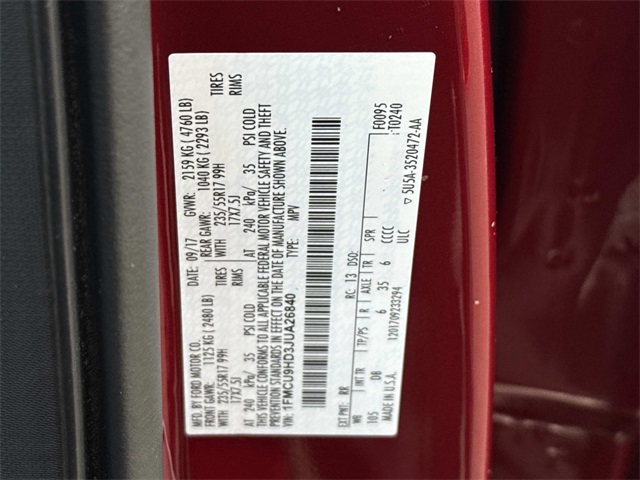 MFD. BY FORD MOTOR CO.
DATE: 09/17 GVWR: 2159 KG ( 4760 LB)
FRONT GAWR: 1125 KG ( 2480 LB) REAR GAWR: 1040 KG ( 2293 LB)
235/55R17 99H TIRES WITH 235/55R17 99H TIRES
17X7.5J RIMS 17X7.5J RIMS
AT 240 kPa/ 35 PSI COLD AT 240 kPa/ 35 PSI COLD
THIS VEHICLE CONFORMS TO ALL APPLICABLE FEDERAL MOTOR VEHICLE SAFETY AND THEFT PREVENTION
STANDARDS IN EFFECT ON THE DATE OF MANUFACTURE SHOWN ABOVE.
VIN: 1FMCU9HD3JUA26840
TYPE: MPV
F0095
T0240
EXT PNT: RR RC: 13 DSO:
WB INT TR TP/PS R AXLE TR SPR
105 DB 6 35 6 CCCC
MADE IN U.S.A. ULC
1201709233294
▽ 5U5A-3520472-AA